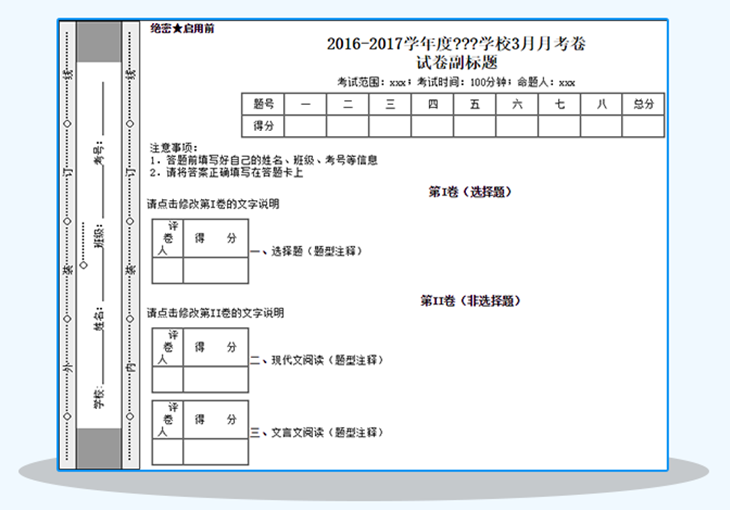 绝密★启用前
2016-2017学年度???学校3月月考卷
试卷副标题
考试范围：xxx；考试时间：100分钟；命题人：xxx
题号 一 二 三 四 五 六 七 八 总分
得分
注意事项：
1．答题前填写好自己的姓名、班级、考号等信息
2．请将答案正确填写在答题卡上
第I卷（选择题）
请点击修改第I卷的文字说明
评卷人 得 分
一、选择题（题型注释）
第II卷（非选择题）
请点击修改第II卷的文字说明
评卷人 得 分
二、现代文阅读（题型注释）
评卷人 得 分
三、文言文阅读（题型注释）
外 装 订 线
学校： 姓名： 班级： 考号：
内 装 订 线